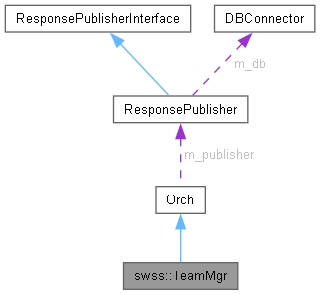 ResponsePublisherInterface
DBConnector
m_db
ResponsePublisher
m_publisher
Orch
swss::TeamMgr